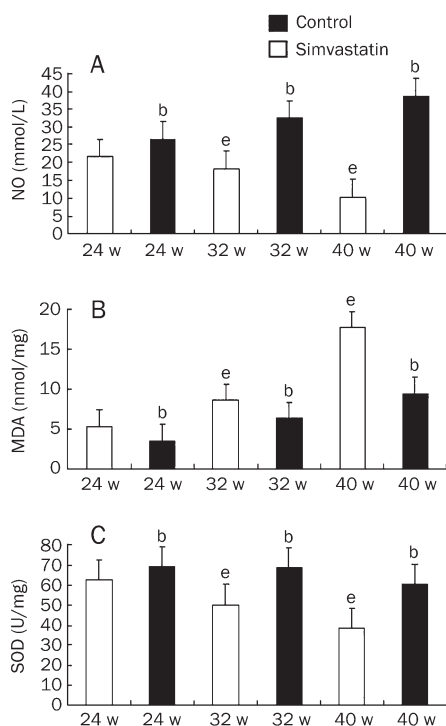 Control
Simvastatin
A
NO (mmol/L)
45
40
35
30
25
20
15
10
5
0
b
e
b
e
b
24 w 24 w 32 w 32 w 40 w 40 w
B
MDA (nmol/mg)
20
15
10
5
0
b
e
b
e
b
24 w 24 w 32 w 32 w 40 w 40 w
C
SOD (U/mg)
80
70
60
50
40
30
20
10
0
b
e
b
e
b
24 w 24 w 32 w 32 w 40 w 40 w